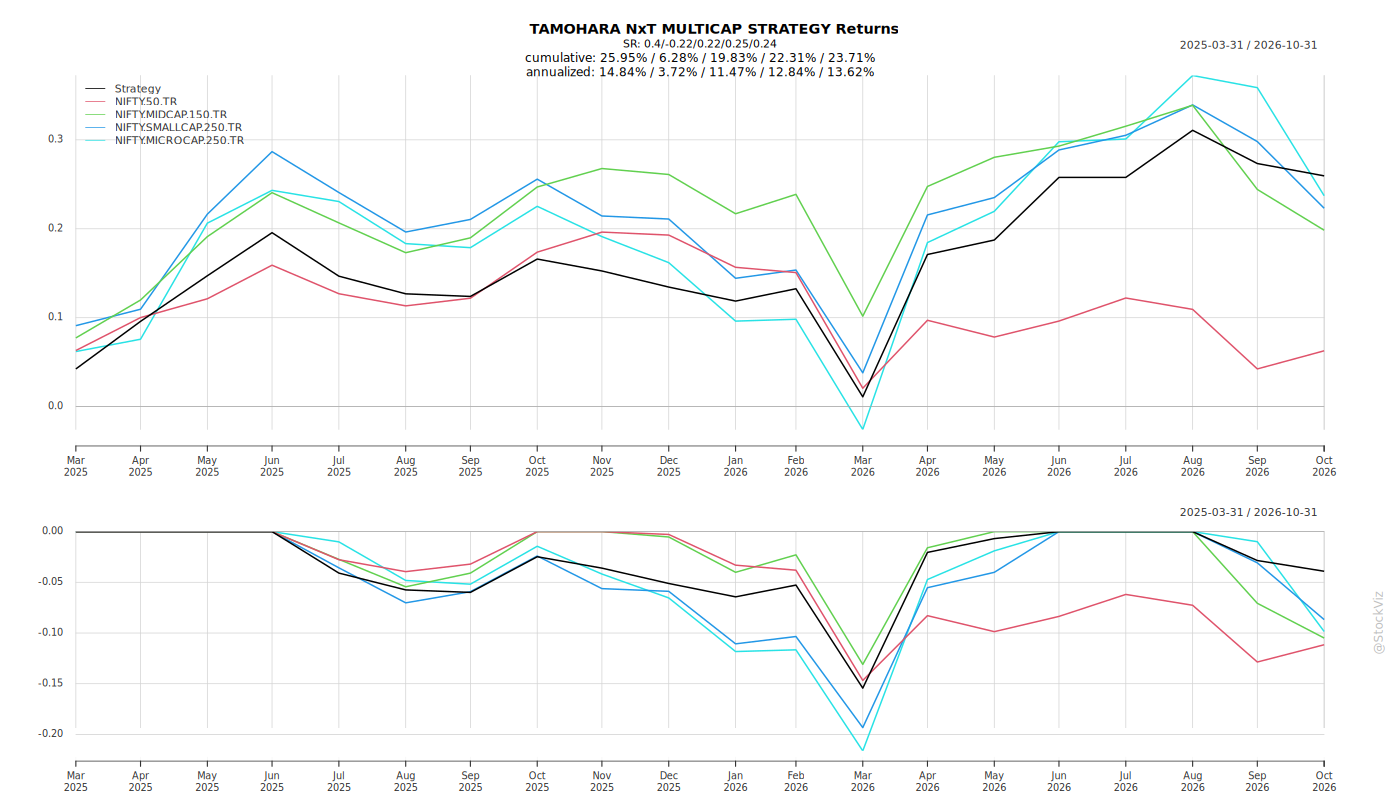 TAMOHARA NxT MULTICAP STRATEGY Returns
SR: 0.4/-0.22/0.22/0.25/0.24
cumulative: 25.95% / 6.28% / 19.83% / 22.31% / 23.71%
annualized: 14.84% / 3.72% / 11.47% / 12.84% / 13.62%
2025-03-31 / 2026-10-31
Strategy
NIFTY.50.TR
NIFTY.MIDCAP.150.TR
NIFTY.SMALLCAP.250.TR
NIFTY.MICROCAP.250.TR
0.3
0.2
0.1
0.0
Mar Apr May Jun Jul Aug Sep Oct Nov Dec Jan Feb Mar Apr May Jun Jul Aug Sep Oct
2025 2025 2025 2025 2025 2025 2025 2025 2025 2025 2026 2026 2026 2026 2026 2026 2026 2026 2026 2026
2025-03-31 / 2026-10-31
0.00
-0.05
-0.10
-0.15
-0.20
Mar Apr May Jun Jul Aug Sep Oct Nov Dec Jan Feb Mar Apr May Jun Jul Aug Sep Oct
2025 2025 2025 2025 2025 2025 2025 2025 2025 2025 2026 2026 2026 2026 2026 2026 2026 2026 2026 2026
@StockViz